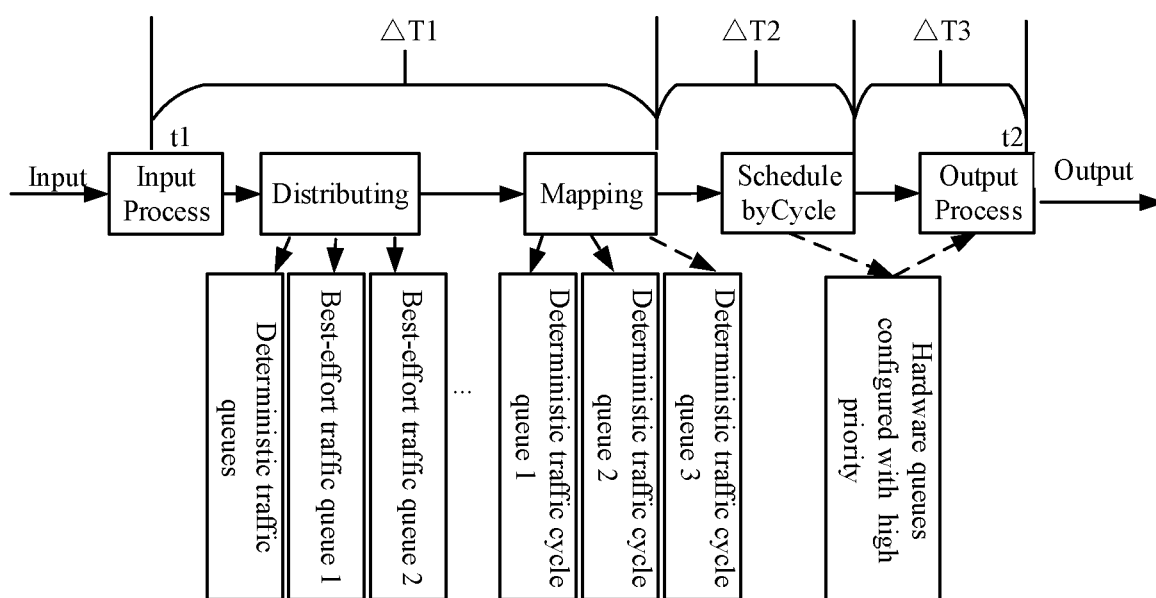 △T1
△T2
△T3
t1
t2
Input
Input
Process
Distributing
Mapping
Schedule
byCycle
Output
Process
Output
Deterministic traffic
queues
Best-effort traffic queue 1
Best-effort traffic queue 2
...
Deterministic traffic cycle
queue 1
Deterministic traffic cycle
queue 2
Deterministic traffic cycle
queue 3
Hardware queues
configured with high
priority